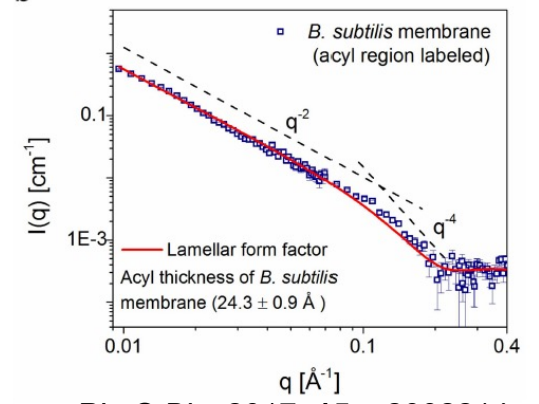 B. subtilis membrane
(acyl region labeled)
q-2
q-4
0.1
1E-3
I(q) [cm-1]
Lamellar form factor
Acyl thickness of B. subtilis
membrane (24.3 ± 0.9 Å )
0.01
0.1
0.4
q [Å-1]